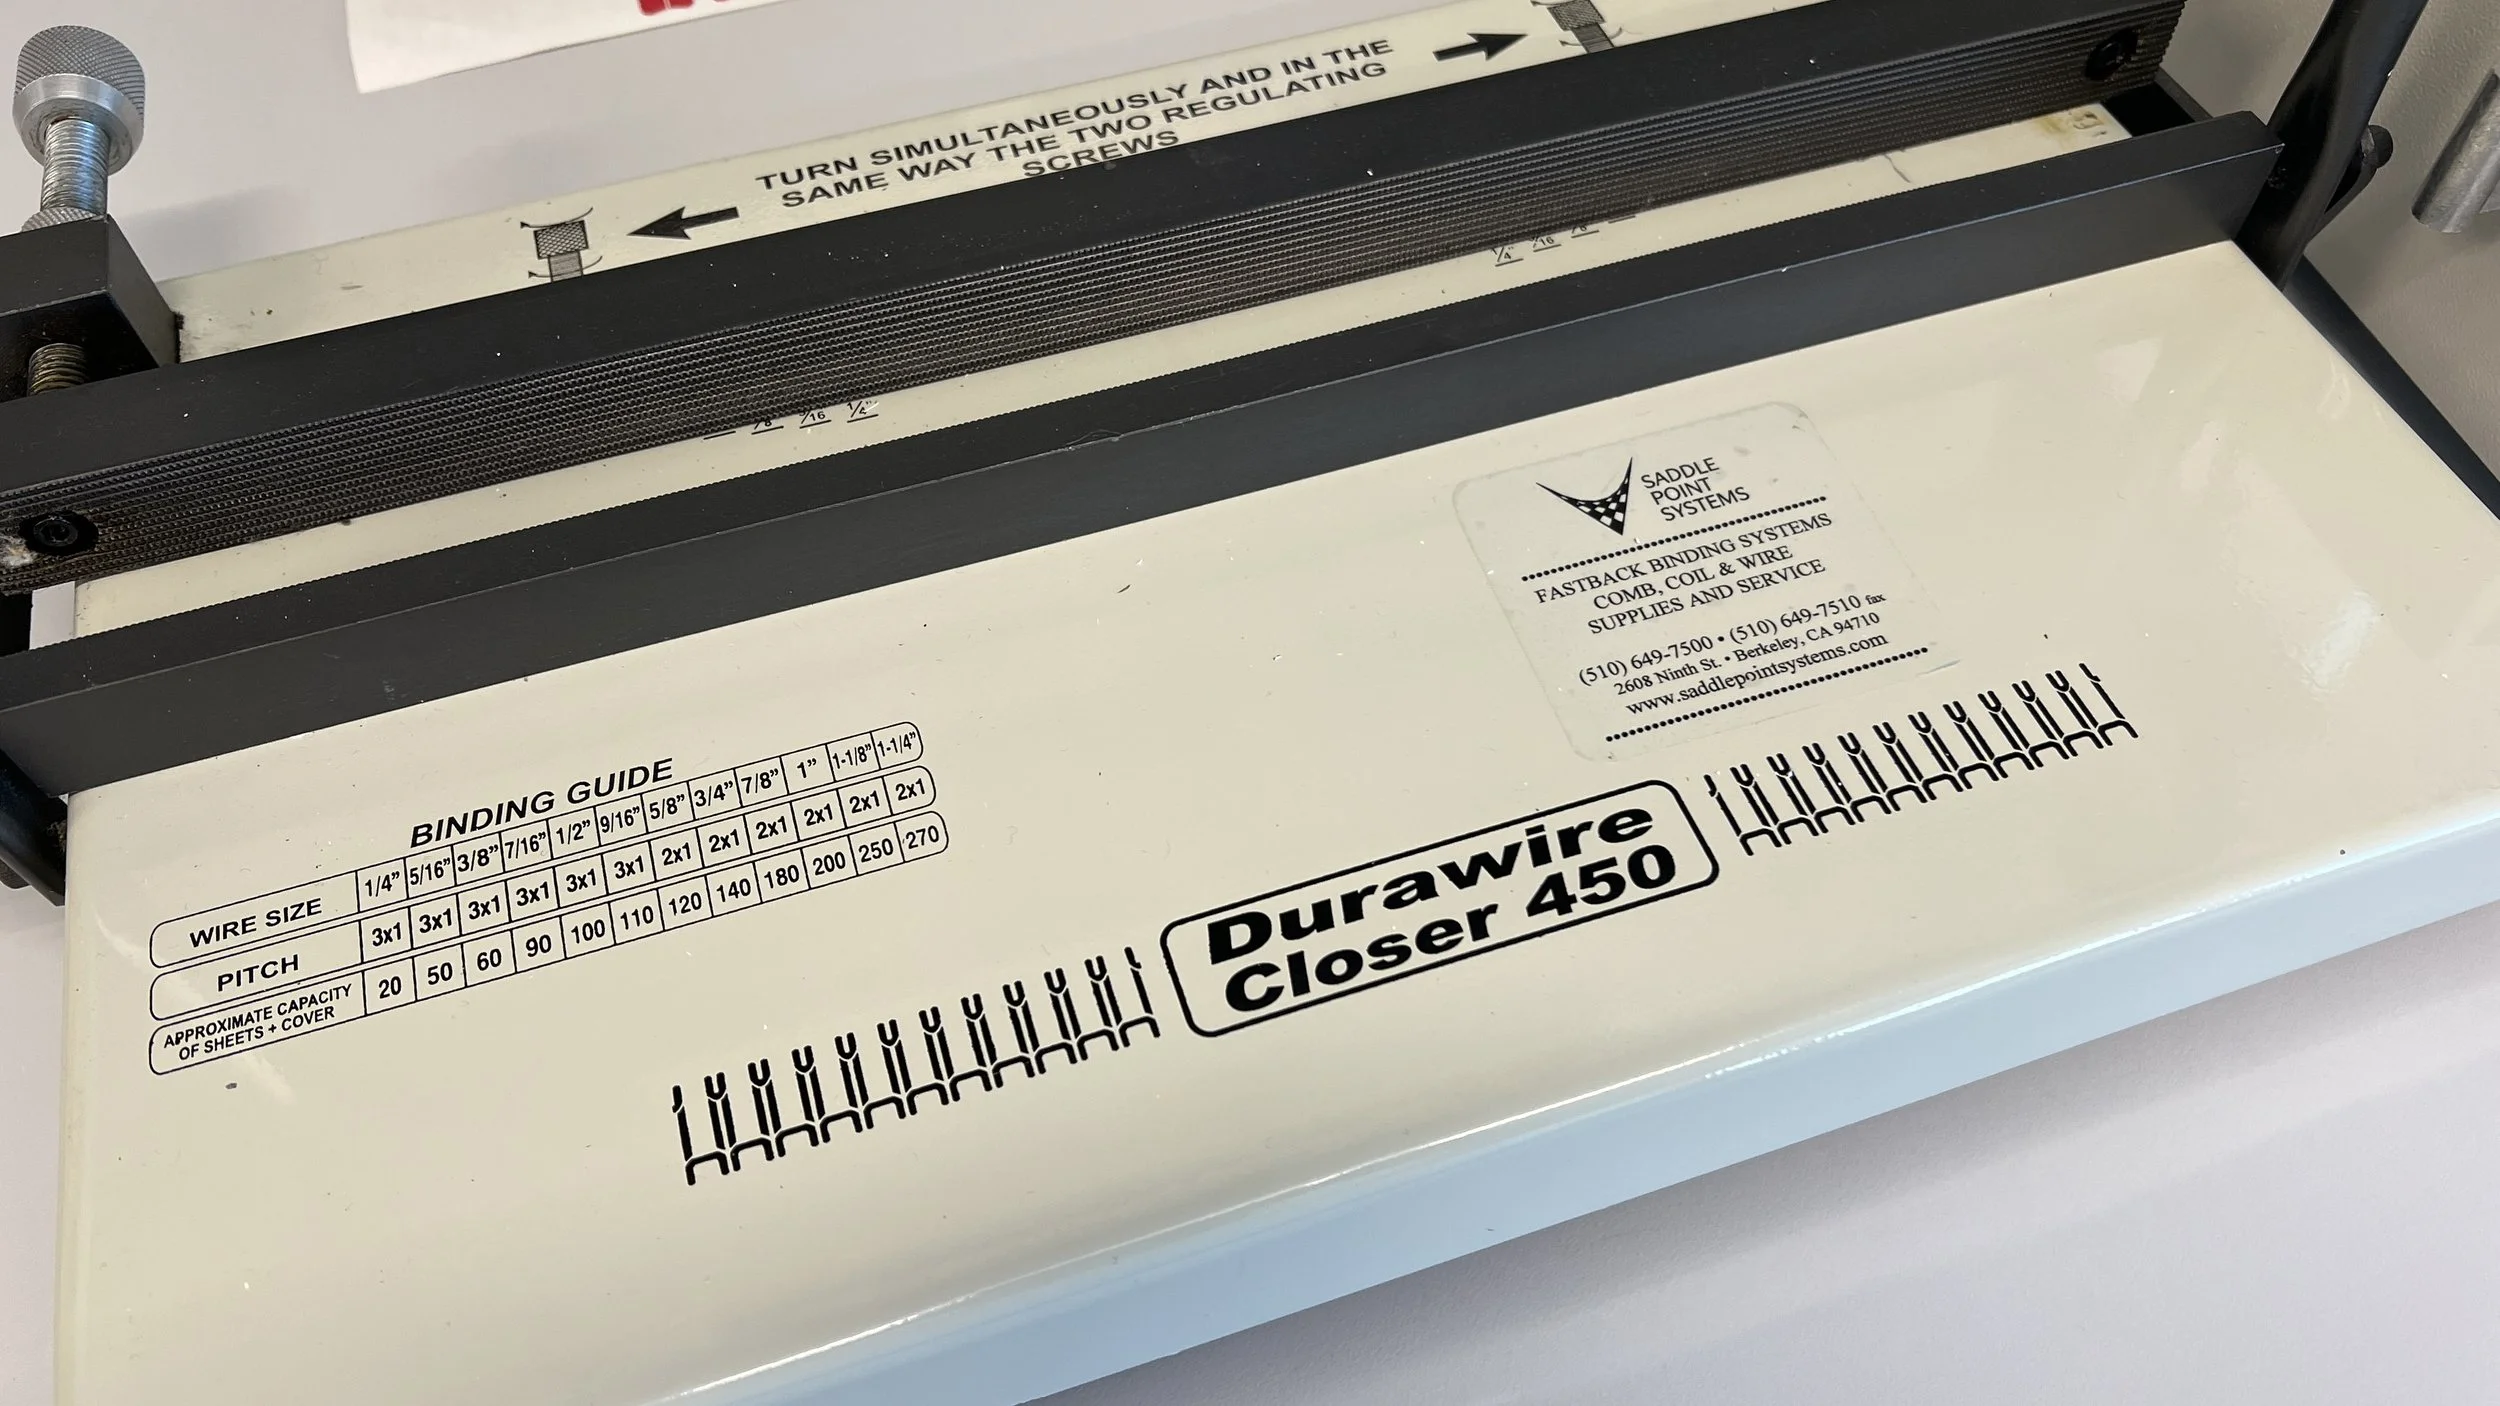 TURN SIMULTANEOUSLY AND IN THE
SAME WAY THE TWO REGULATING
SCREWS
1/4"
1/4"
SADDLE
POINT
SYSTEMS
FASTBACK BINDING SYSTEMS
COMB, COIL & WIRE
SUPPLIES AND SERVICE
(510) 649-7500 • (510) 649-7510 fax
2608 Ninth St. • Berkeley, CA 94710
www.saddlepointsystems.com
BINDING GUIDE
WIRE SIZE 1/4" 5/16" 3/8" 7/16" 1/2" 9/16" 5/8" 3/4" 7/8" 1" 1-1/8" 1-1/4"
PITCH 3x1 3x1 3x1 3x1 3x1 3x1 2x1 2x1 2x1 2x1 2x1 2x1
APPROXIMATE CAPACITY
OF SHEETS + COVER 20 50 60 90 100 110 120 140 180 200 250 270
Durawire
Closer 450